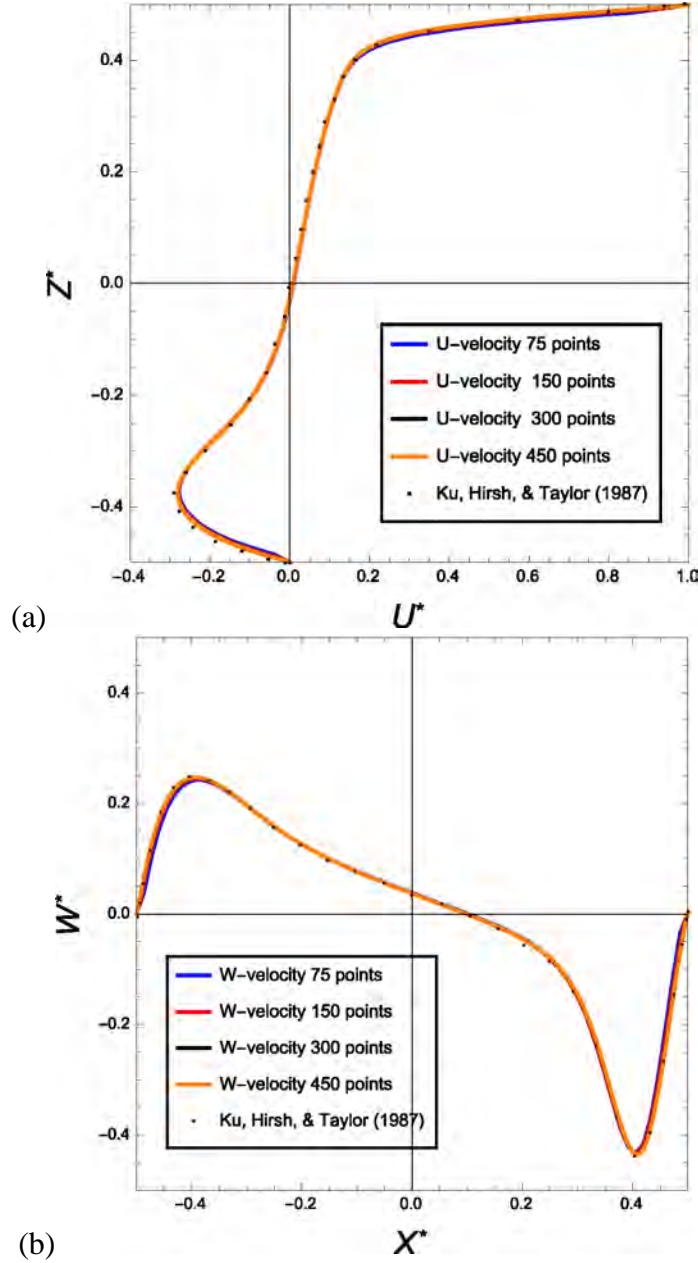 0.4
0.2
0.0
−0.2
−0.4
Z*
U−velocity 75 points
U−velocity 150 points
U−velocity 300 points
U−velocity 450 points
Ku, Hirsh, & Taylor (1987)
−0.4 −0.2 0.0 0.2 0.4 0.6 0.8 1.0
(a) U*
0.4
0.2
0.0
−0.2
−0.4
W*
W−velocity 75 points
W−velocity 150 points
W−velocity 300 points
W−velocity 450 points
Ku, Hirsh, & Taylor (1987)
−0.4 −0.2 0.0 0.2 0.4
(b) X*